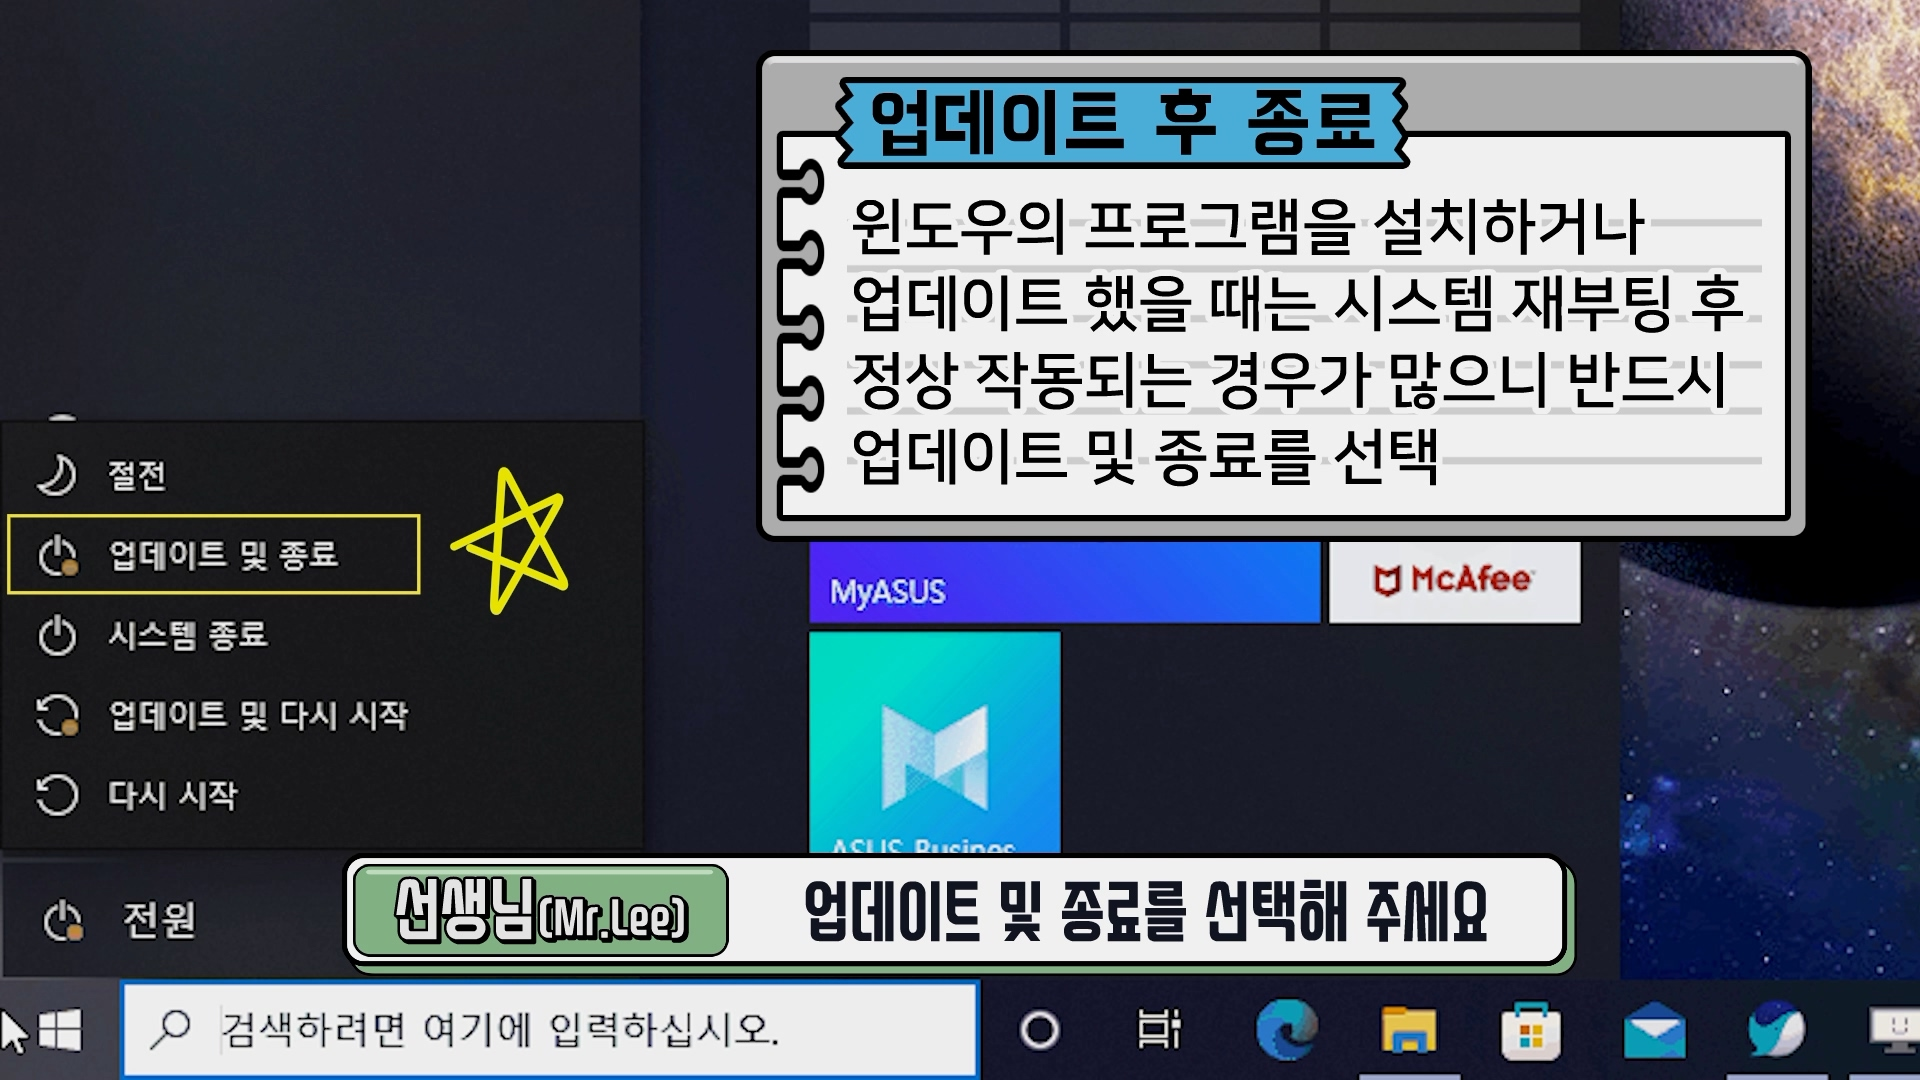 업데이트 후 종료
윈도우의 프로그램을 설치하거나
업데이트 했을 때는 시스템 재부팅 후
정상 작동되는 경우가 많으니 반드시
업데이트 및 종료를 선택
절전
업데이트 및 종료
시스템 종료
업데이트 및 다시 시작
다시 시작
MyASUS
McAfee
ASUS Busines
전원
선생님(Mr.Lee)
업데이트 및 종료를 선택해 주세요
검색하려면 여기에 입력하십시오.